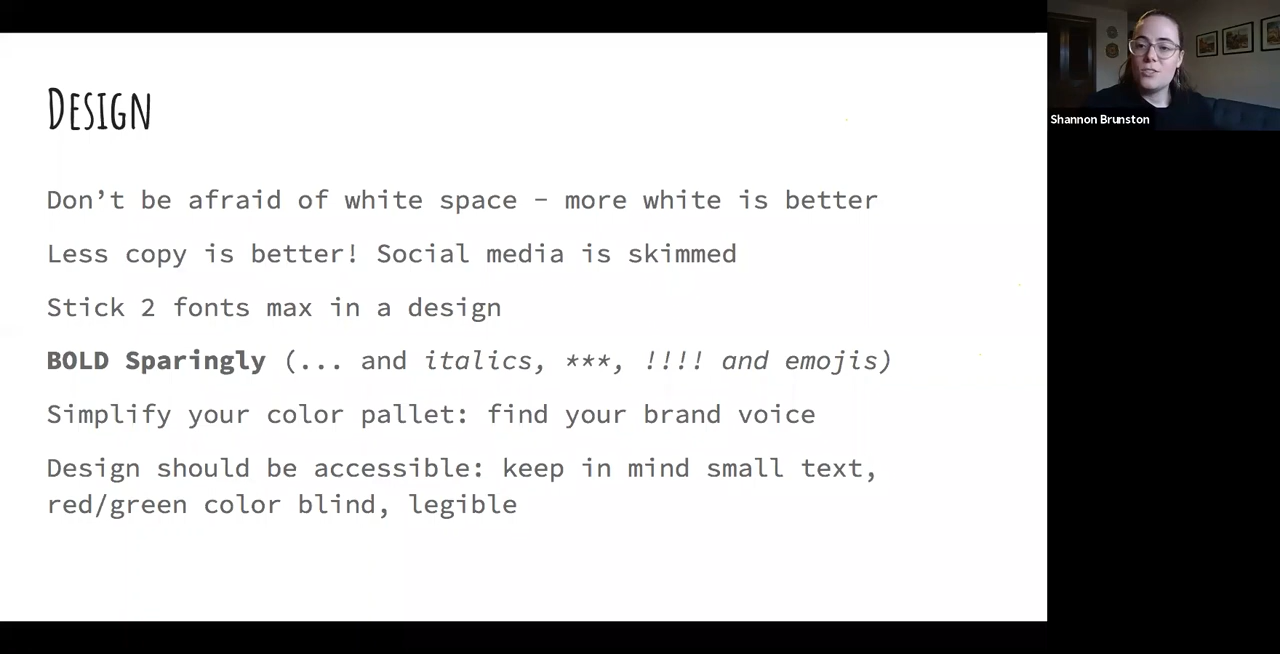 Design
Don’t be afraid of white space - more white is better
Less copy is better! Social media is skimmed
Stick 2 fonts max in a design
BOLD Sparingly (... and italics, ***, !!!! and emojis)
Simplify your color pallet: find your brand voice
Design should be accessible: keep in mind small text,
red/green color blind, legible
Shannon Brunston